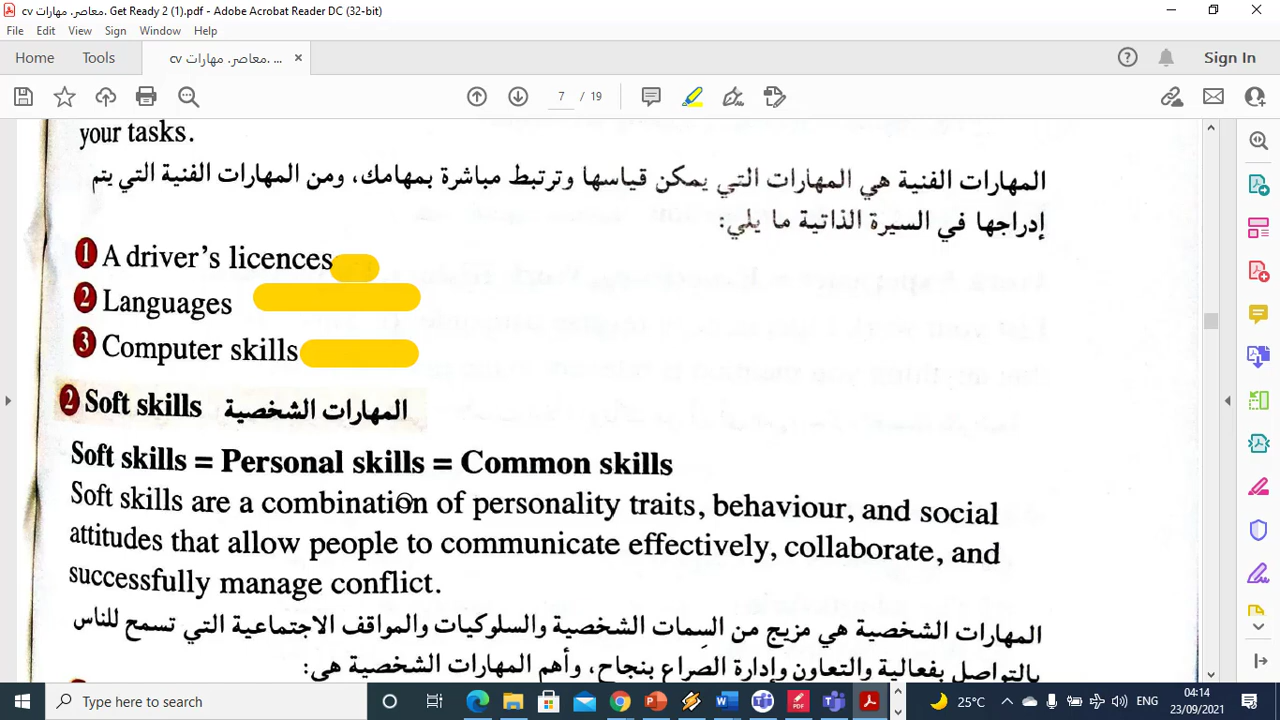 معاصر. مهارات cv. Get Ready 2 (1).pdf - Adobe Acrobat Reader DC (32-bit)
File Edit View Sign Window Help
Home Tools معاصر. مهارات cv. ... × Sign In
7 / 19
your tasks.
المهارات الفنية هي المهارات التي يمكن قياسها وترتبط مباشرة بمهامك، ومن المهارات الفنية التي يتم
إدراجها في السيرة الذاتية ما يلي:
1 A driver's licences
2 Languages
3 Computer skills
2 Soft skills المهارات الشخصية
Soft skills = Personal skills = Common skills
Soft skills are a combination of personality traits, behaviour, and social
attitudes that allow people to communicate effectively, collaborate, and
successfully manage conflict.
المهارات الشخصية هي مزيج من السِمات الشخصية والسلوكيات والمواقف الاجتماعية التي تسمح للناس
بالتواصل بفعالية والتعاون وإدارة الصِراع بنجاح، وأهم المهارات الشخصية هي:
Type here to search 25°C ENG 04:14
23/09/2021